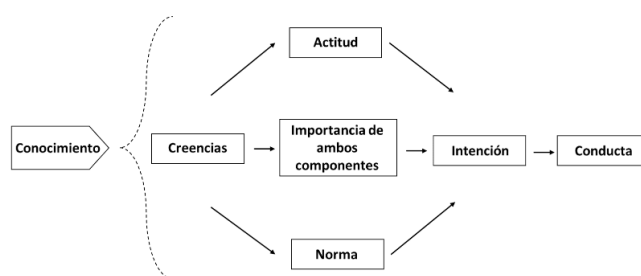 Actitud
Conocimiento
Creencias
Importancia de
ambos
componentes
Intención
Conducta
Norma